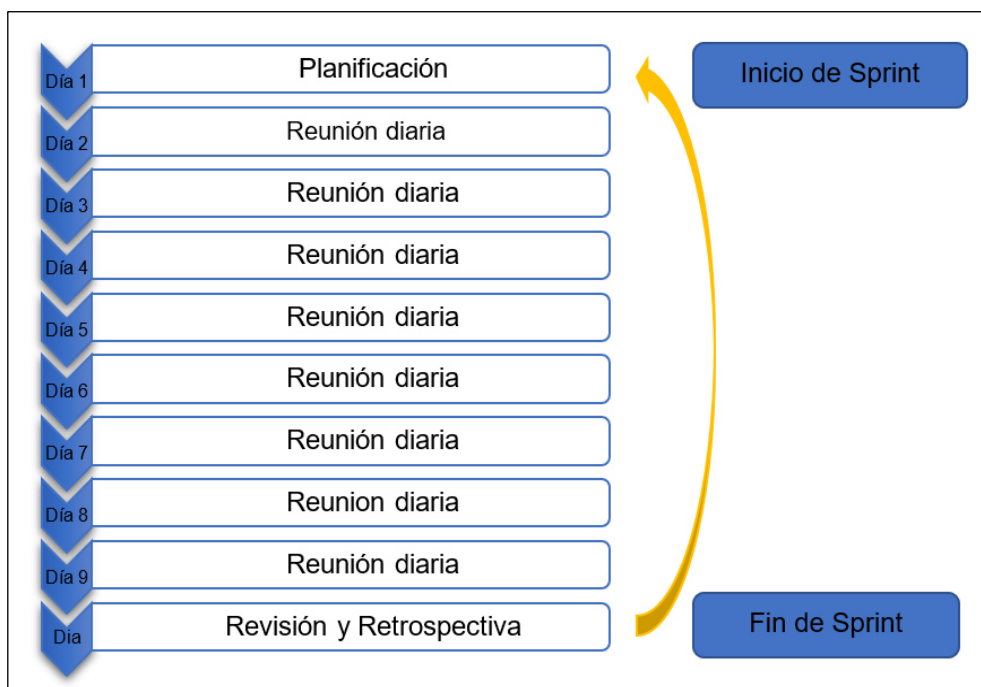 Día 1
Planificación
Inicio de Sprint
Día 2
Reunión diaria
Día 3
Reunión diaria
Día 4
Reunión diaria
Día 5
Reunión diaria
Día 6
Reunión diaria
Día 7
Reunión diaria
Día 8
Reunion diaria
Día 9
Reunión diaria
Dia
Revisión y Retrospectiva
Fin de Sprint